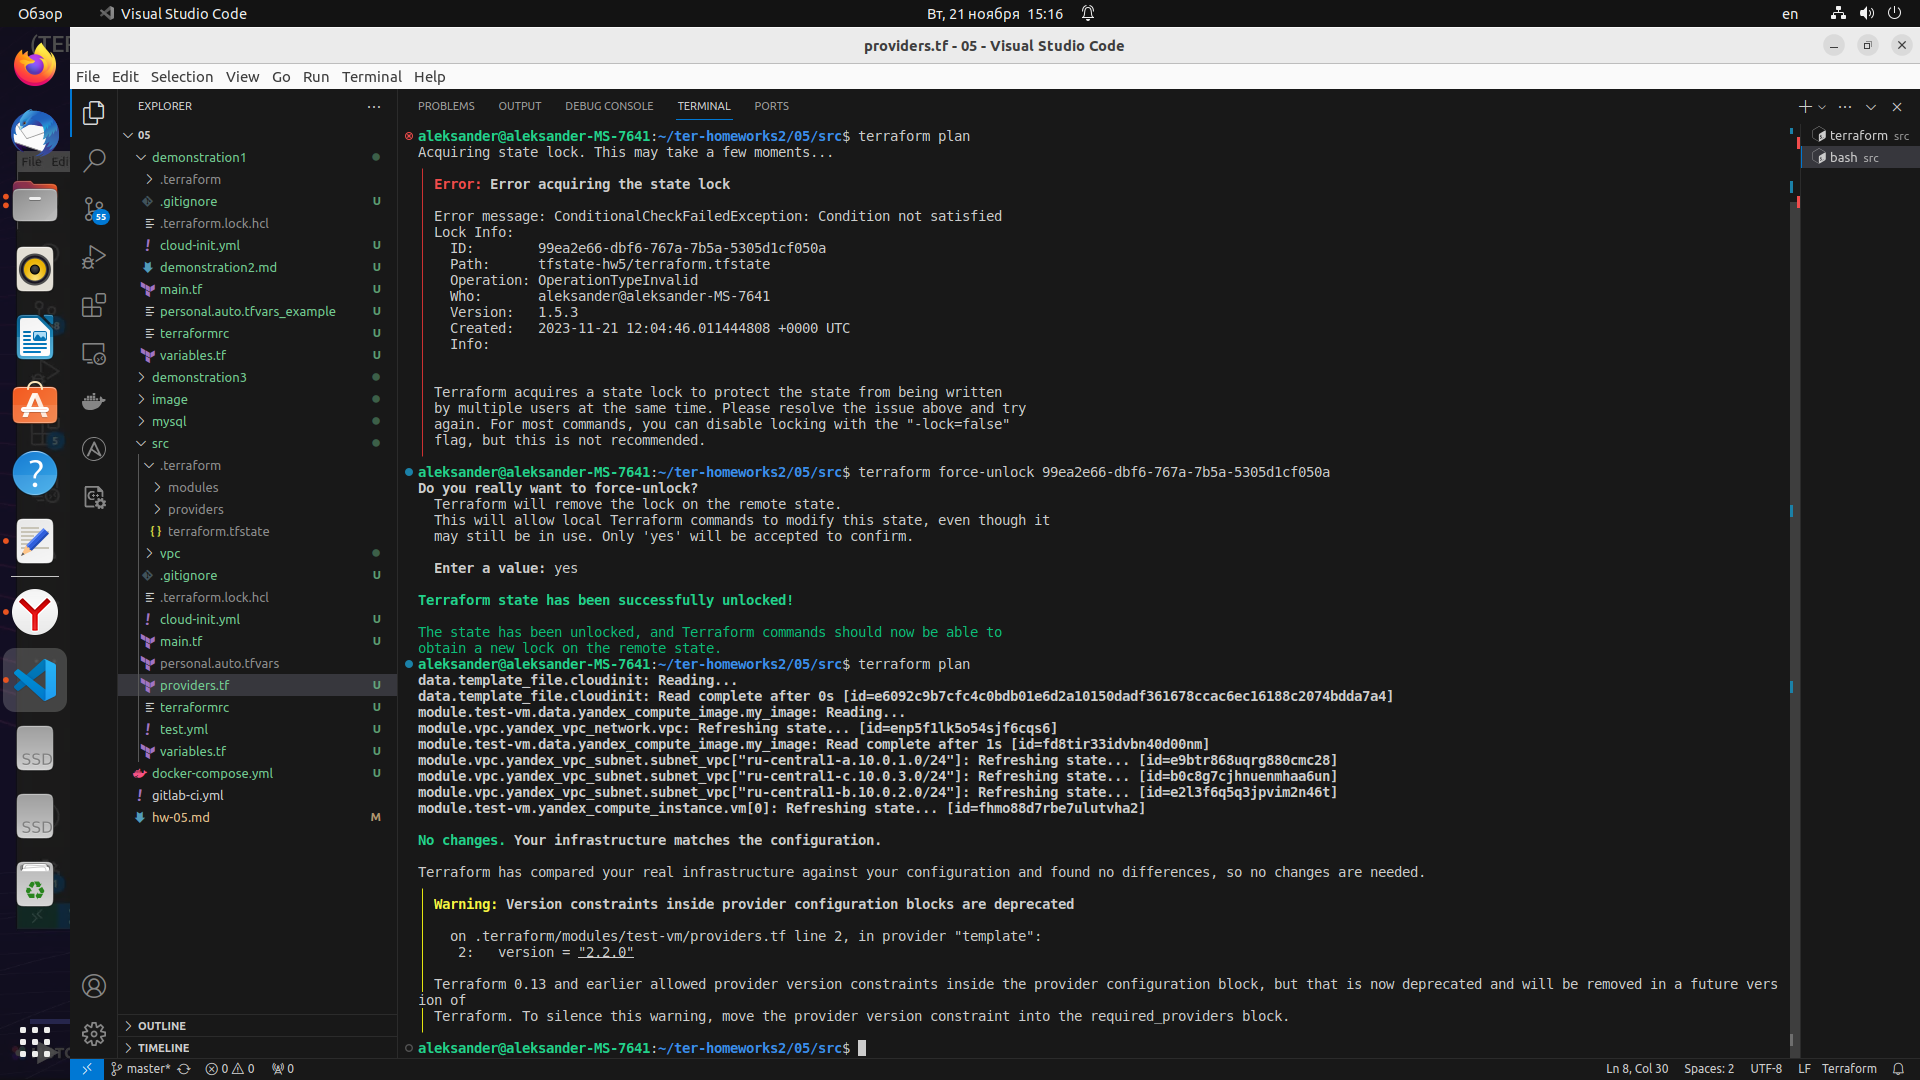 Обзор
Visual Studio Code
Вт, 21 ноября 15:16
en
providers.tf - 05 - Visual Studio Code
File Edit Selection View Go Run Terminal Help
EXPLORER
05
demonstration1
.terraform
.gitignore U
.terraform.lock.hcl
cloud-init.yml U
demonstration2.md U
main.tf U
personal.auto.tfvars_example U
terraformrc U
variables.tf U
demonstration3
image
mysql
src
.terraform
modules
providers
terraform.tfstate
vpc
.gitignore U
.terraform.lock.hcl
cloud-init.yml U
main.tf U
personal.auto.tfvars
providers.tf U
terraformrc U
test.yml U
variables.tf U
docker-compose.yml U
gitlab-ci.yml
hw-05.md M
OUTLINE
TIMELINE
55
File Edi
SSD
SSD
PROBLEMS OUTPUT DEBUG CONSOLE TERMINAL PORTS
aleksander@aleksander-MS-7641:~/ter-homeworks2/05/src$ terraform plan
Acquiring state lock. This may take a few moments...
Error: Error acquiring the state lock
Error message: ConditionalCheckFailedException: Condition not satisfied
Lock Info:
ID: 99ea2e66-dbf6-767a-7b5a-5305d1cf050a
Path: tfstate-hw5/terraform.tfstate
Operation: OperationTypeInvalid
Who: aleksander@aleksander-MS-7641
Version: 1.5.3
Created: 2023-11-21 12:04:46.011444808 +0000 UTC
Info:
Terraform acquires a state lock to protect the state from being written
by multiple users at the same time. Please resolve the issue above and try
again. For most commands, you can disable locking with the "-lock=false"
flag, but this is not recommended.
aleksander@aleksander-MS-7641:~/ter-homeworks2/05/src$ terraform force-unlock 99ea2e66-dbf6-767a-7b5a-5305d1cf050a
Do you really want to force-unlock?
Terraform will remove the lock on the remote state.
This will allow local Terraform commands to modify this state, even though it
may still be in use. Only 'yes' will be accepted to confirm.
Enter a value: yes
Terraform state has been successfully unlocked!
The state has been unlocked, and Terraform commands should now be able to
obtain a new lock on the remote state.
aleksander@aleksander-MS-7641:~/ter-homeworks2/05/src$ terraform plan
data.template_file.cloudinit: Reading...
data.template_file.cloudinit: Read complete after 0s [id=e6092c9b7cfc4c0bdb01e6d2a10150dadf361678ccac6ec16188c2074bdda7a4]
module.test-vm.data.yandex_compute_image.my_image: Reading...
module.vpc.yandex_vpc_network.vpc: Refreshing state... [id=enp5f1lk5o54sjf6cqs6]
module.test-vm.data.yandex_compute_image.my_image: Read complete after 1s [id=fd8tir33idvbn40d00nm]
module.vpc.yandex_vpc_subnet.subnet_vpc["ru-central1-a.10.0.1.0/24"]: Refreshing state... [id=e9btr868uqrg880cmc28]
module.vpc.yandex_vpc_subnet.subnet_vpc["ru-central1-c.10.0.3.0/24"]: Refreshing state... [id=b0c8g7cjhnuenmhaa6un]
module.vpc.yandex_vpc_subnet.subnet_vpc["ru-central1-b.10.0.2.0/24"]: Refreshing state... [id=e2l3f6q5q3jpvim2n46t]
module.test-vm.yandex_compute_instance.vm[0]: Refreshing state... [id=fhmo88d7rbe7ulutvha2]
No changes. Your infrastructure matches the configuration.
Terraform has compared your real infrastructure against your configuration and found no differences, so no changes are needed.
Warning: Version constraints inside provider configuration blocks are deprecated
on .terraform/modules/test-vm/providers.tf line 2, in provider "template":
2: version = "2.2.0"
Terraform 0.13 and earlier allowed provider version constraints inside the provider configuration block, but that is now deprecated and will be removed in a future vers
ion of
Terraform. To silence this warning, move the provider version constraint into the required_providers block.
aleksander@aleksander-MS-7641:~/ter-homeworks2/05/src$
terraform src
bash src
master* 0 0 0
Ln 8, Col 30 Spaces: 2 UTF-8 LF Terraform